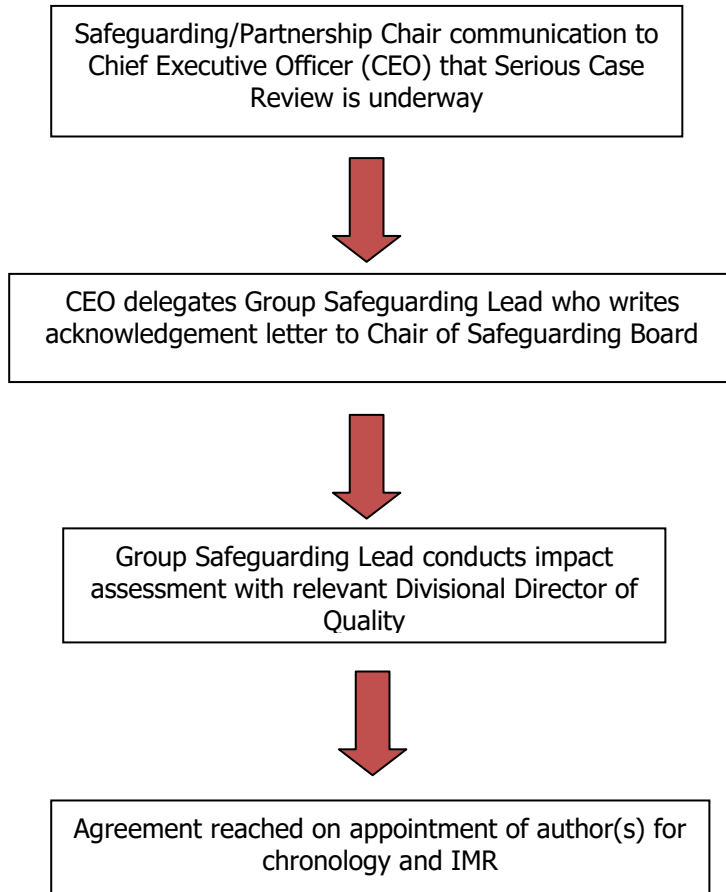 Safeguarding/Partnership Chair communication to
Chief Executive Officer (CEO) that Serious Case
Review is underway
CEO delegates Group Safeguarding Lead who writes
acknowledgement letter to Chair of Safeguarding Board
Group Safeguarding Lead conducts impact
assessment with relevant Divisional Director of
Quality
Agreement reached on appointment of author(s) for
chronology and IMR